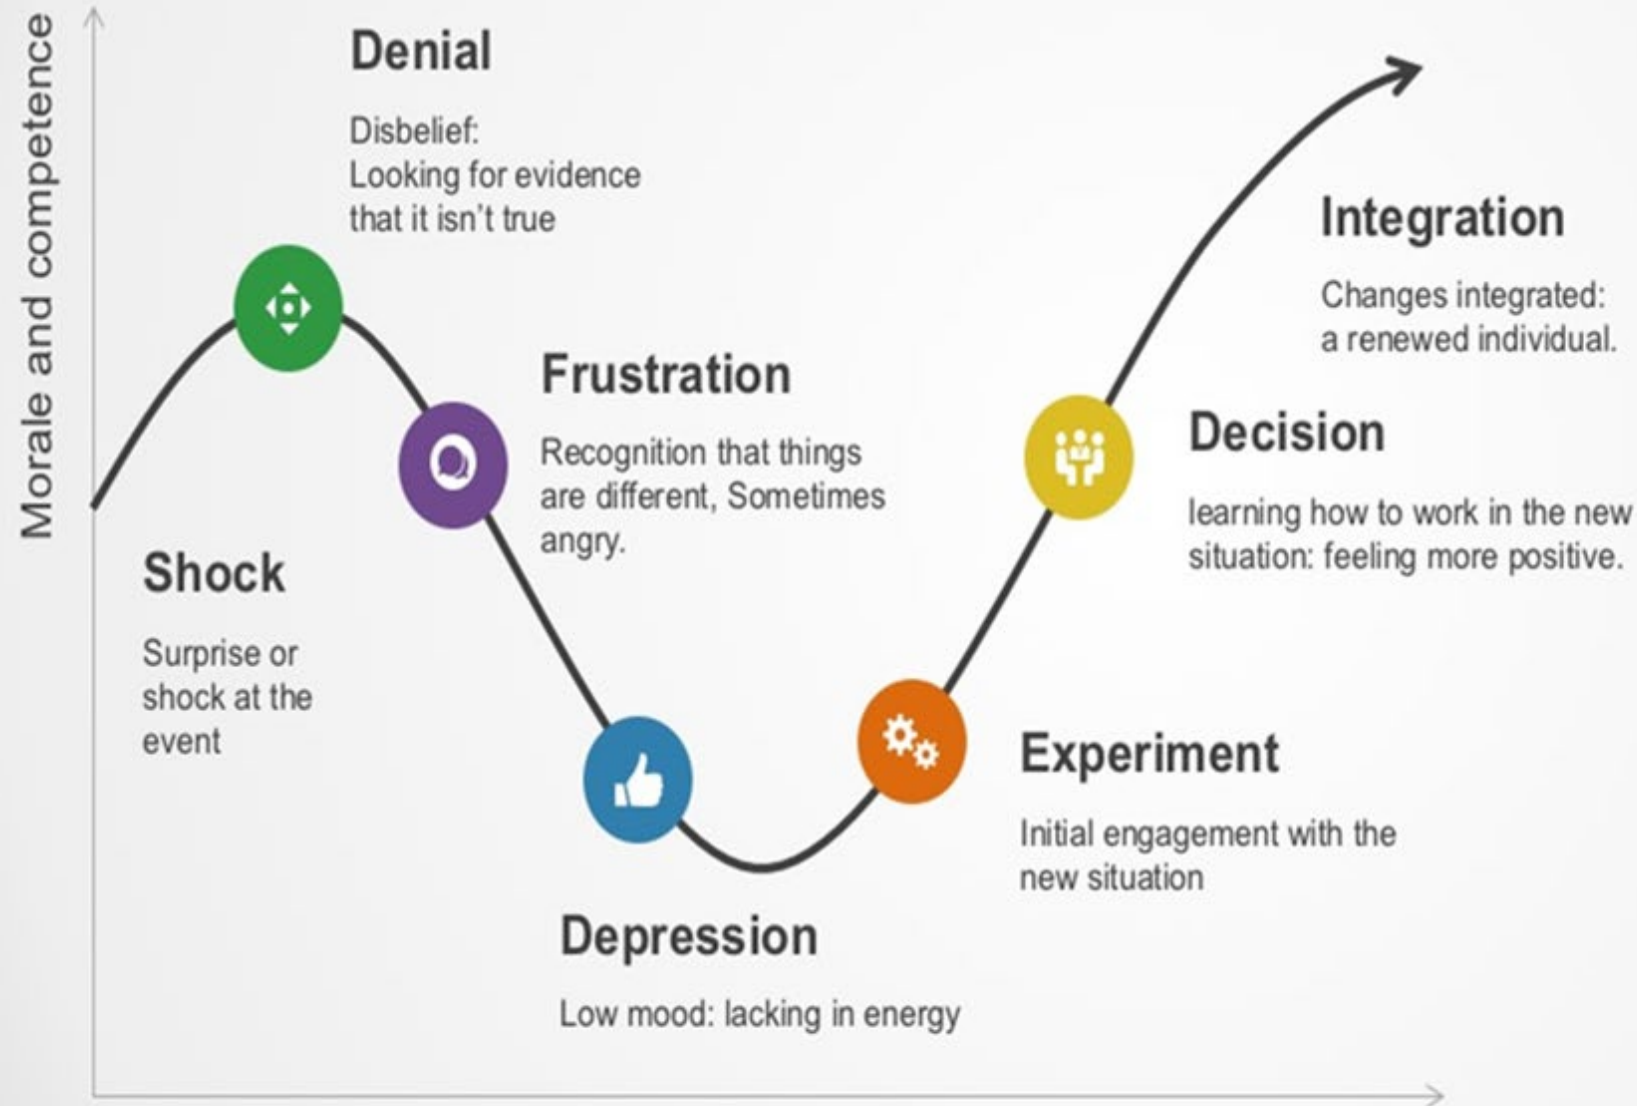 Morale and competence
Denial
Disbelief:
Looking for evidence
that it isn't true
Shock
Surprise or
shock at the
event
Frustration
Recognition that things
are different, Sometimes
angry.
Depression
Low mood: lacking in energy
Experiment
Initial engagement with the
new situation
Decision
learning how to work in the new
situation: feeling more positive.
Integration
Changes integrated:
a renewed individual.